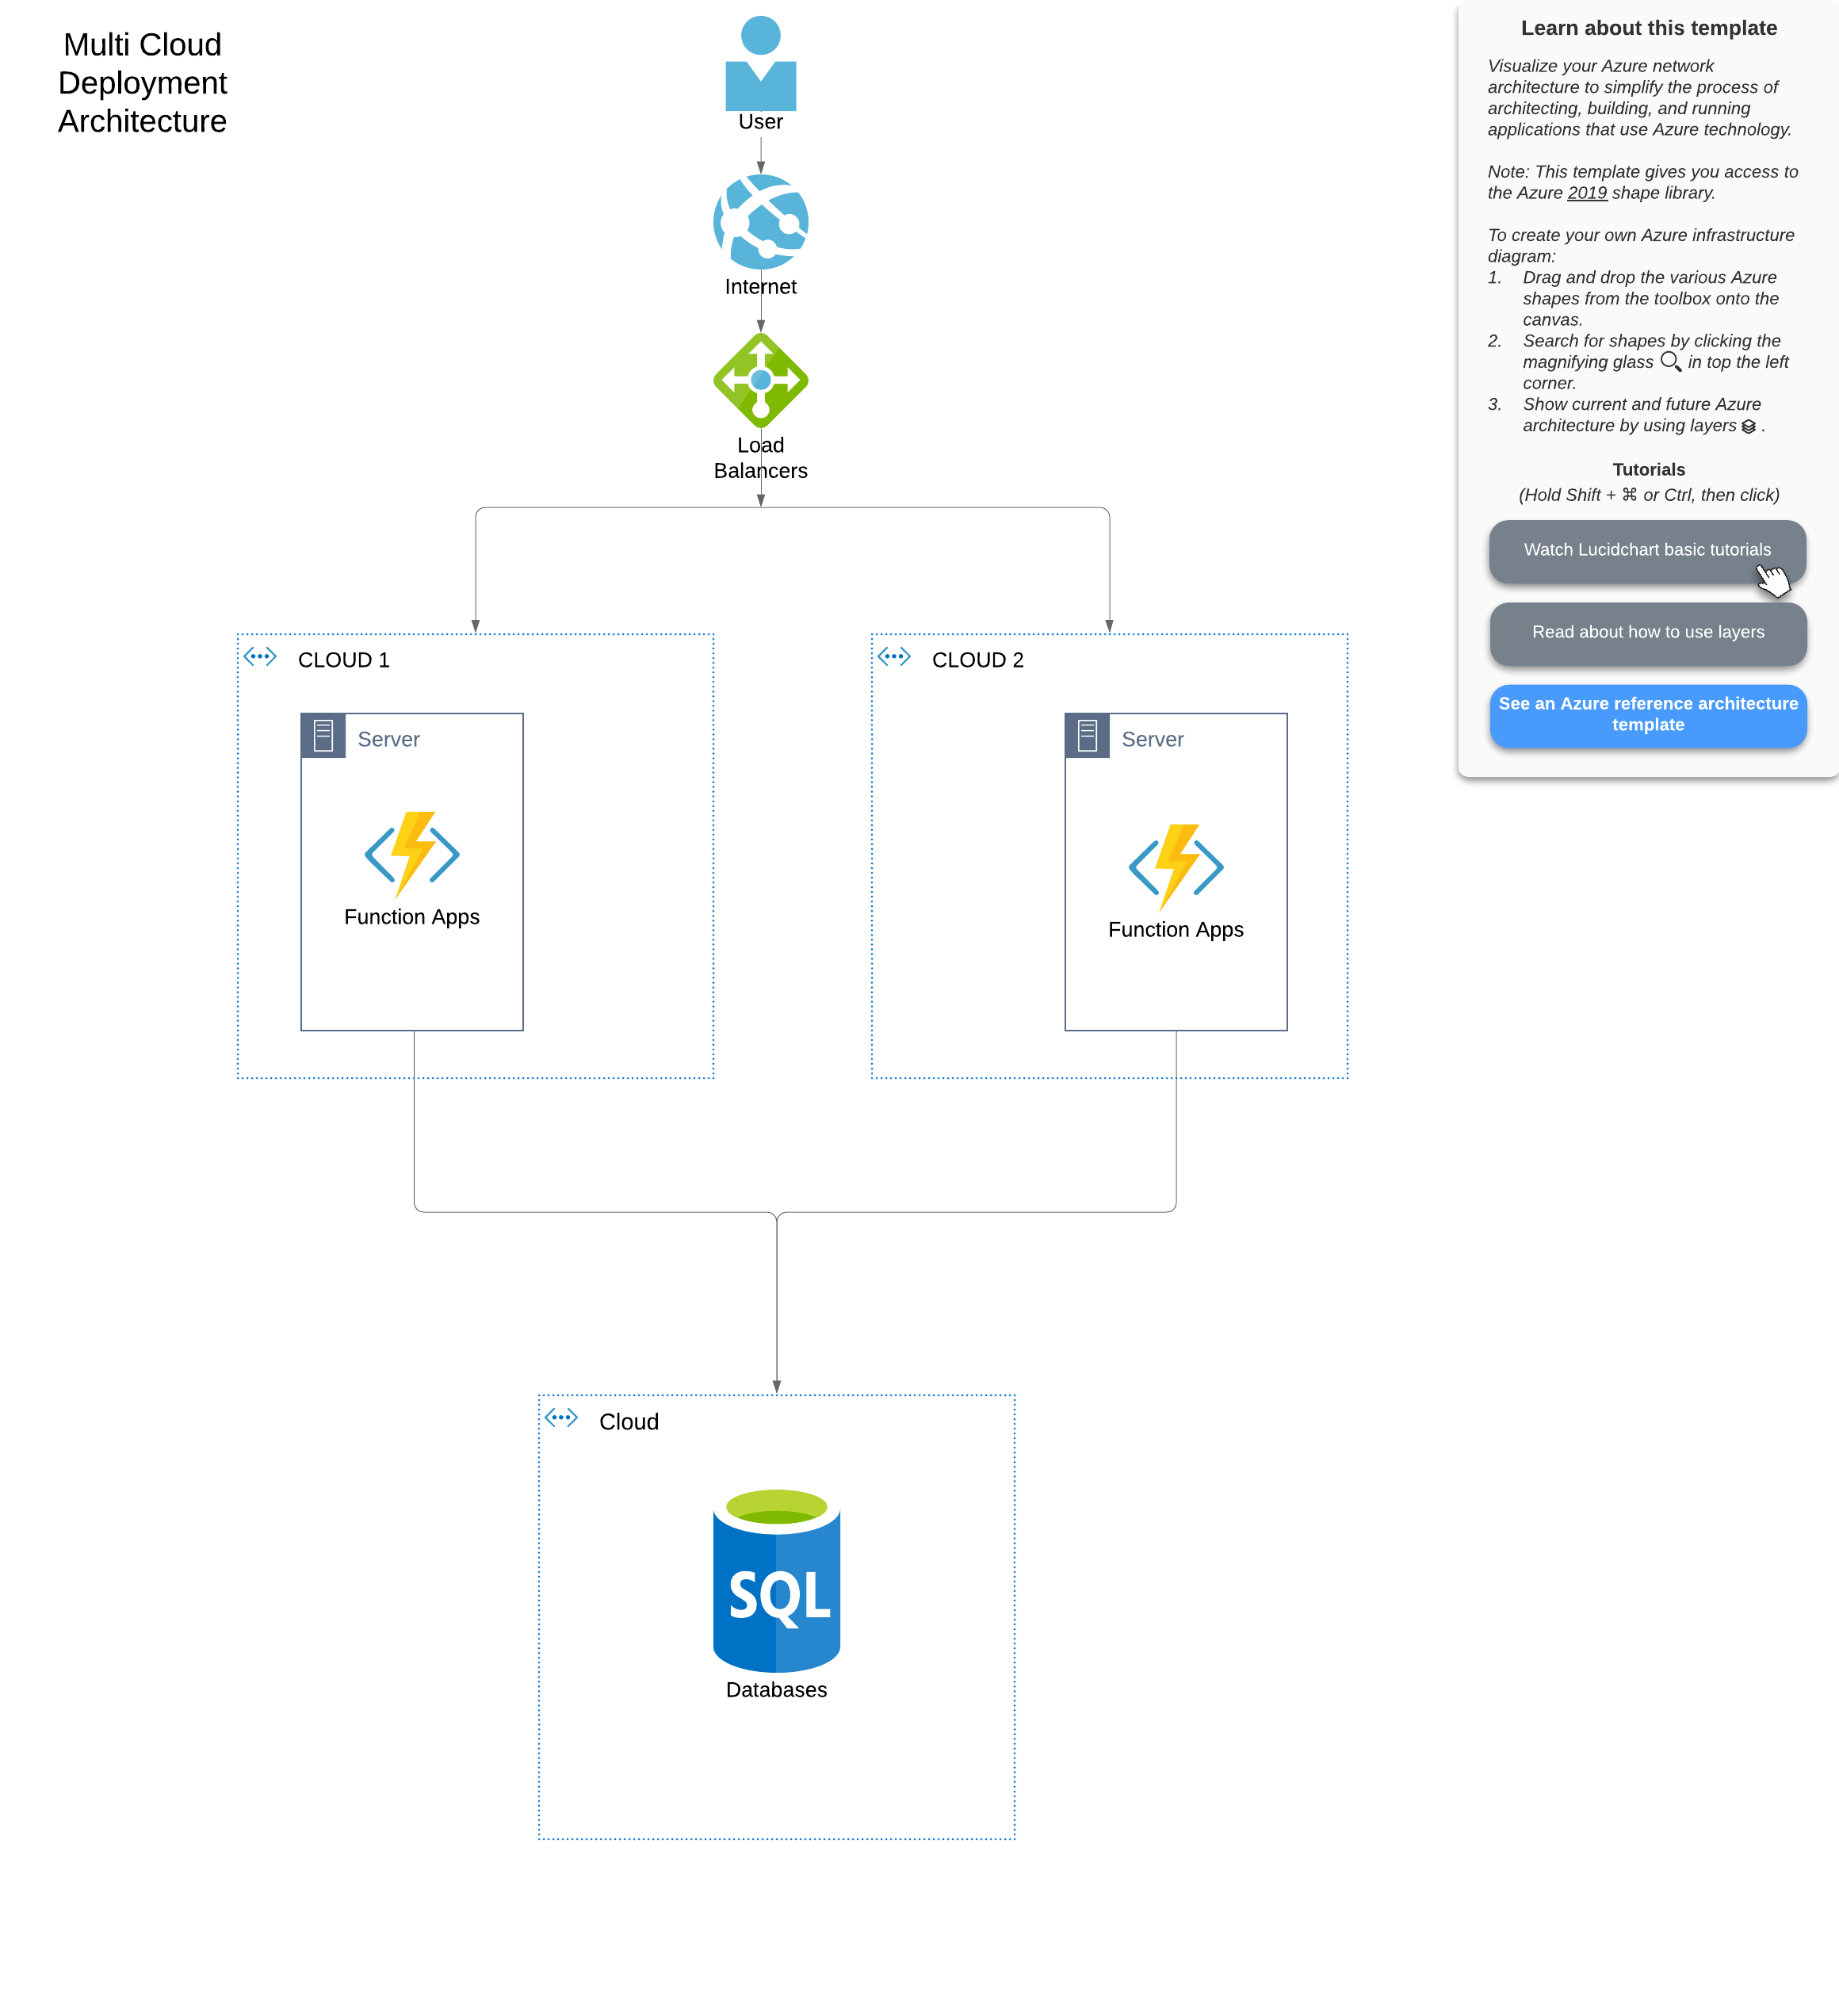 Multi Cloud
Deployment
Architecture
User
Internet
Load
Balancers
CLOUD 1
Server
Function Apps
CLOUD 2
Server
Function Apps
Cloud
SQL
Databases
Learn about this template
Visualize your Azure network
architecture to simplify the process of
architecting, building, and running
applications that use Azure technology.
Note: This template gives you access to
the Azure 2019 shape library.
To create your own Azure infrastructure
diagram:
1. Drag and drop the various Azure
shapes from the toolbox onto the
canvas.
2. Search for shapes by clicking the
magnifying glass in top the left
corner.
3. Show current and future Azure
architecture by using layers .
Tutorials
(Hold Shift + ⌘ or Ctrl, then click)
Watch Lucidchart basic tutorials
Read about how to use layers
See an Azure reference architecture
template